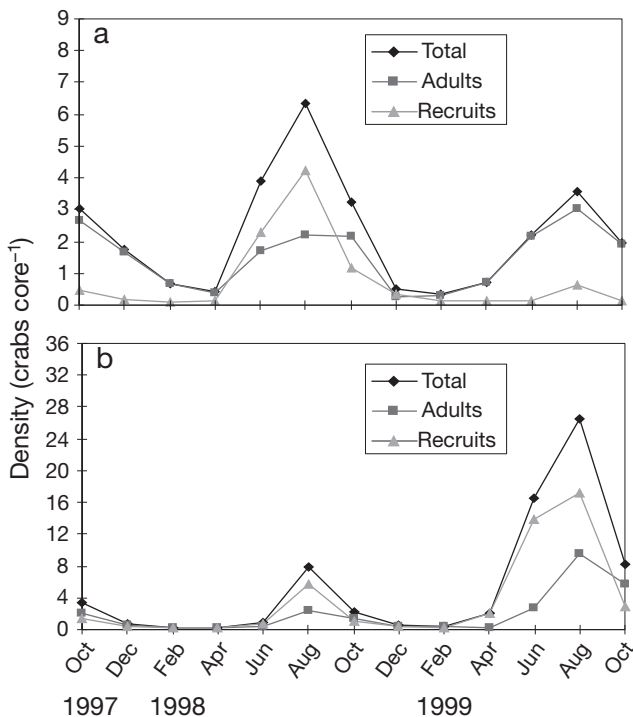 a
9
8
7
6
5
4
3
2
1
0
Total
Adults
Recruits
Density (crabs core⁻¹)
b
36
32
28
24
20
16
12
8
4
0
Total
Adults
Recruits
Oct Dec Feb Apr Jun Aug Oct Dec Feb Apr Jun Aug Oct
1997 1998 1999